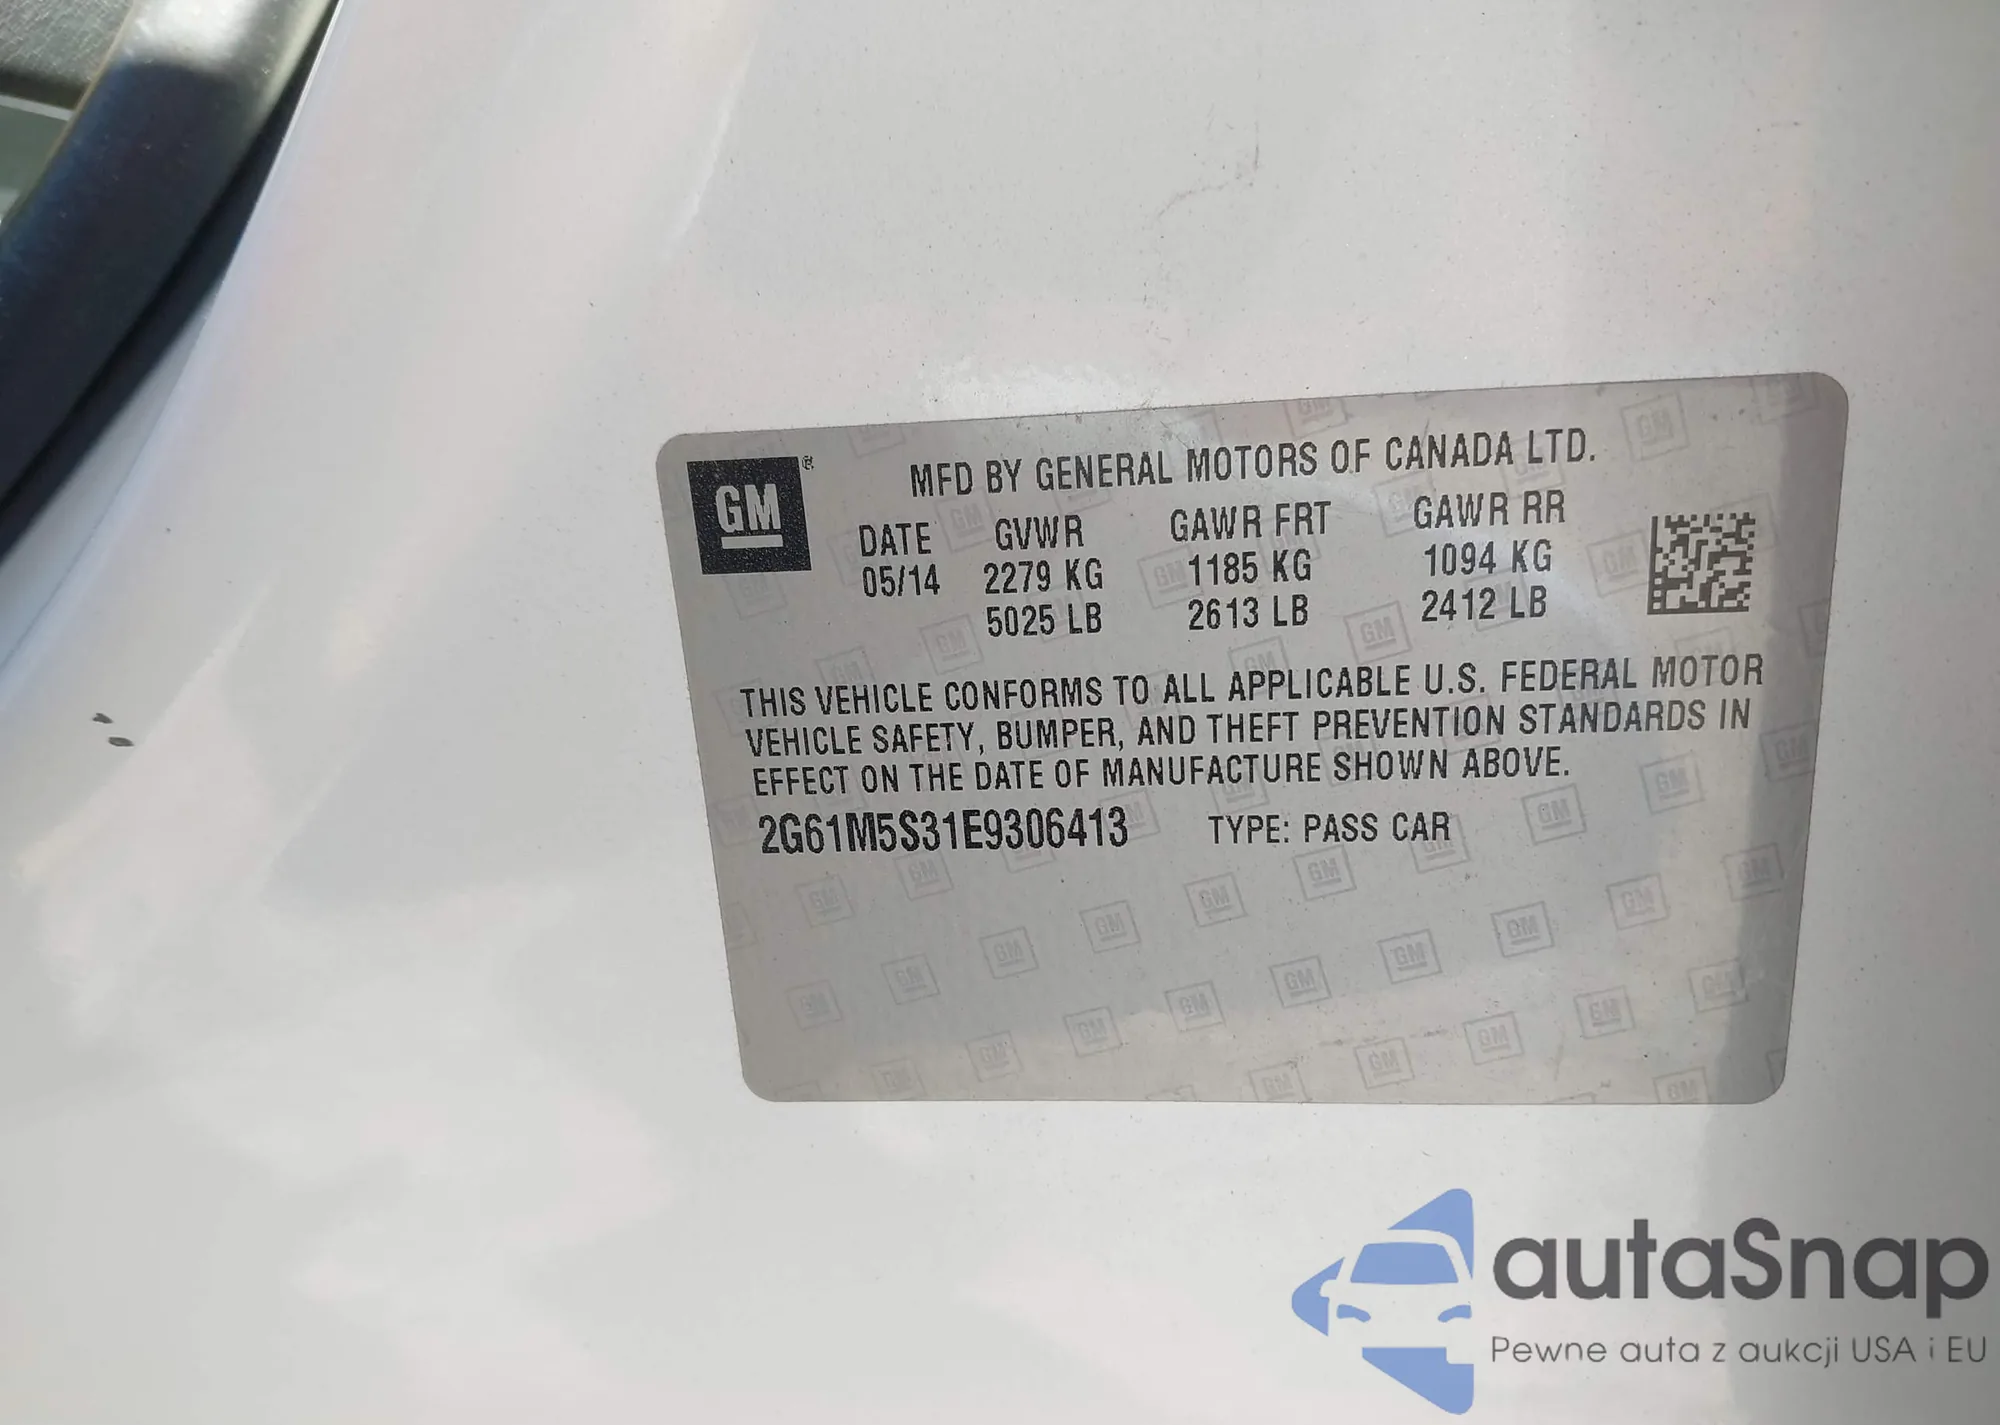 GM
MFD BY GENERAL MOTORS OF CANADA LTD.
DATE GVWR GAWR FRT GAWR RR
05/14 2279 KG 1185 KG 1094 KG
5025 LB 2613 LB 2412 LB
THIS VEHICLE CONFORMS TO ALL APPLICABLE U.S. FEDERAL MOTOR
VEHICLE SAFETY, BUMPER, AND THEFT PREVENTION STANDARDS IN
EFFECT ON THE DATE OF MANUFACTURE SHOWN ABOVE.
2G61M5S31E9306413 TYPE: PASS CAR
autaSnap
Pewne auta z aukcji USA i EU